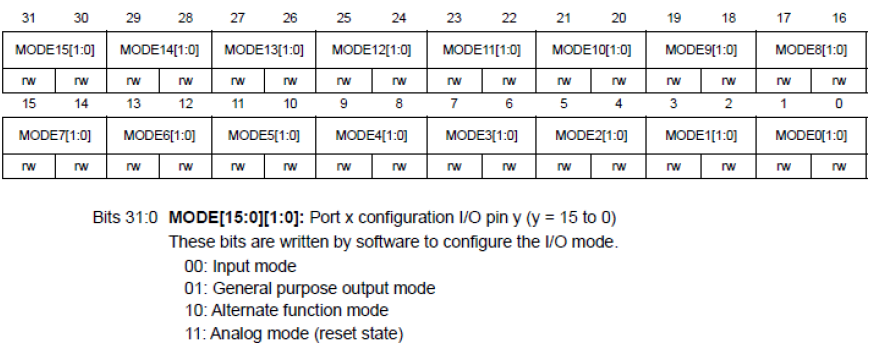 31 30 29 28 27 26 25 24 23 22 21 20 19 18 17 16
MODE15[1:0] MODE14[1:0] MODE13[1:0] MODE12[1:0] MODE11[1:0] MODE10[1:0] MODE9[1:0] MODE8[1:0]
rw rw rw rw rw rw rw rw rw rw rw rw rw rw rw rw
15 14 13 12 11 10 9 8 7 6 5 4 3 2 1 0
MODE7[1:0] MODE6[1:0] MODE5[1:0] MODE4[1:0] MODE3[1:0] MODE2[1:0] MODE1[1:0] MODE0[1:0]
rw rw rw rw rw rw rw rw rw rw rw rw rw rw rw rw
Bits 31:0 MODE[15:0][1:0]: Port x configuration I/O pin y (y = 15 to 0)
These bits are written by software to configure the I/O mode.
00: Input mode
01: General purpose output mode
10: Alternate function mode
11: Analog mode (reset state)